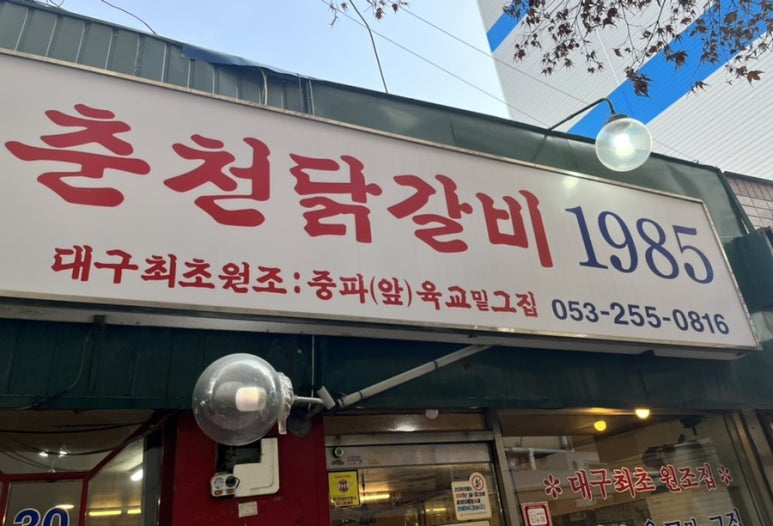 춘천닭갈비 1985
대구최초원조:중파(앞)육교밑그집 053-255-0816
* 대구최초 원조집 *
30